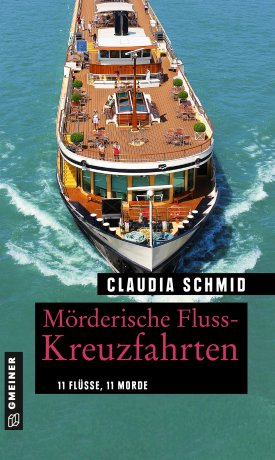 CLAUDIA SCHMID
Mörderische Fluss-
Kreuzfahrten
11 FLÜSSE, 11 MORDE
GMEINER